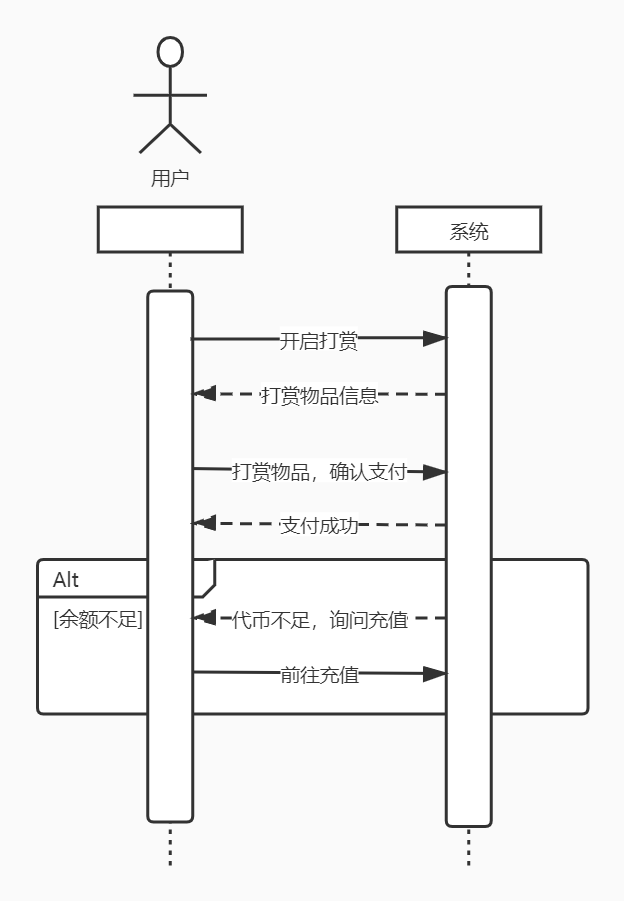 用户
系统
开启打赏
打赏物品信息
打赏物品，确认支付
支付成功
Alt
[余额不足]
代币不足，询问充值
前往充值